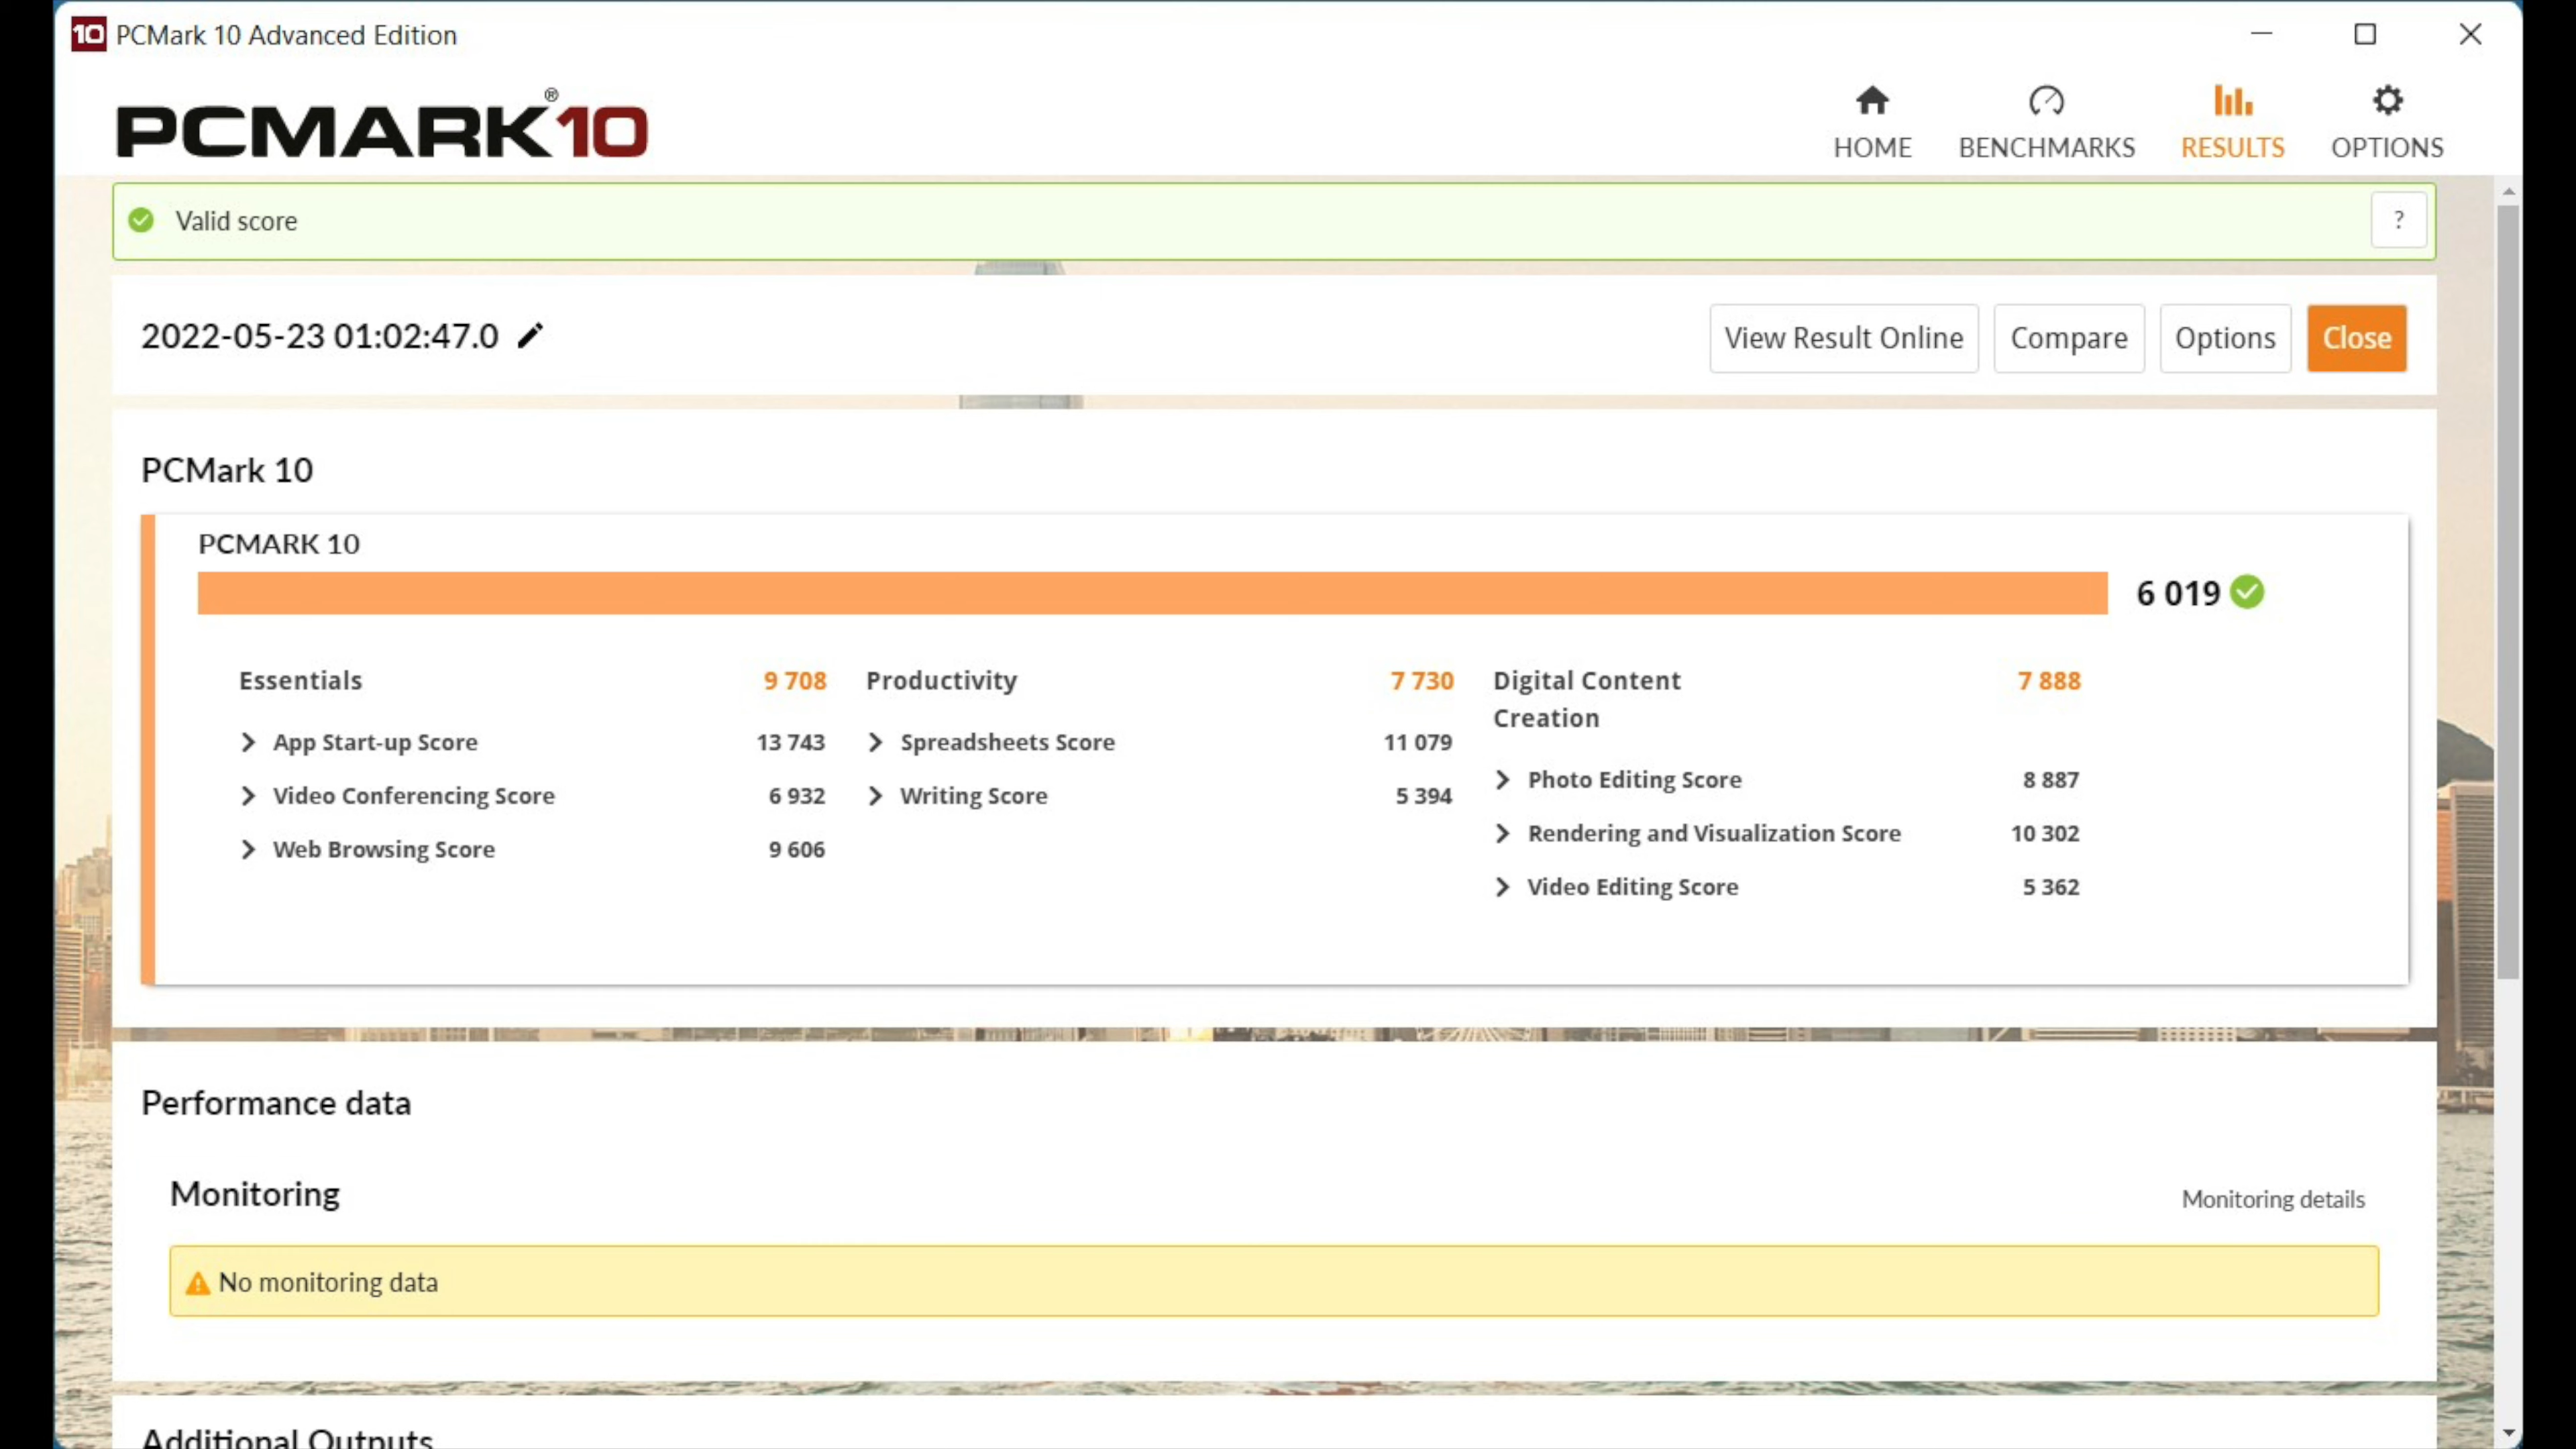 10 PCMark 10 Advanced Edition
PCMARK®10
HOME BENCHMARKS RESULTS OPTIONS
Valid score ?
2022-05-23 01:02:47.0 View Result Online Compare Options Close
PCMark 10
PCMARK 10
6 019
Essentials 9 708 Productivity 7 730 Digital Content 7 888
Creation
App Start-up Score 13 743 Spreadsheets Score 11 079
Photo Editing Score 8 887
Video Conferencing Score 6 932 Writing Score 5 394
Rendering and Visualization Score 10 302
Web Browsing Score 9 606
Video Editing Score 5 362
Performance data
Monitoring Monitoring details
No monitoring data
Additional Outputs